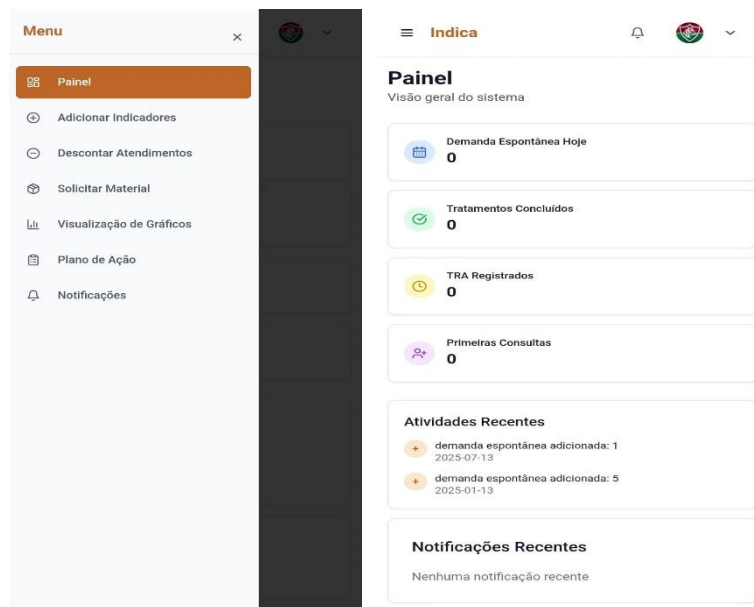 Menu
×
Painel
Adicionar Indicadores
Descontar Atendimentos
Solicitar Material
Visualização de Gráficos
Plano de Ação
Notificações
Indica
Painel
Visão geral do sistema
Demanda Espontânea Hoje
0
Tratamentos Concluídos
0
TRA Registrados
0
Primeiras Consultas
0
Atividades Recentes
+ demanda espontânea adicionada: 1
2025-07-13
+ demanda espontânea adicionada: 5
2025-01-13
Notificações Recentes
Nenhuma notificação recente